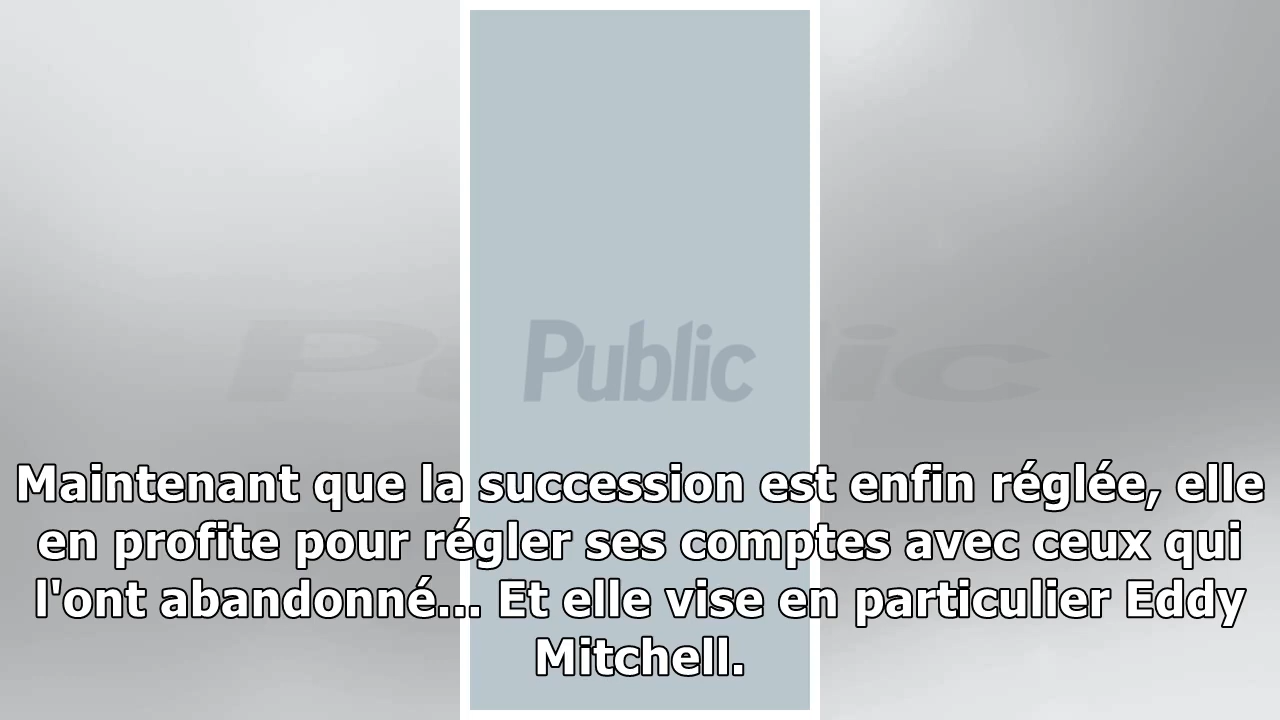 Public
Maintenant que la succession est enfin réglée, elle
en profite pour régler ses comptes avec ceux qui
l'ont abandonné... Et elle vise en particulier Eddy
Mitchell.